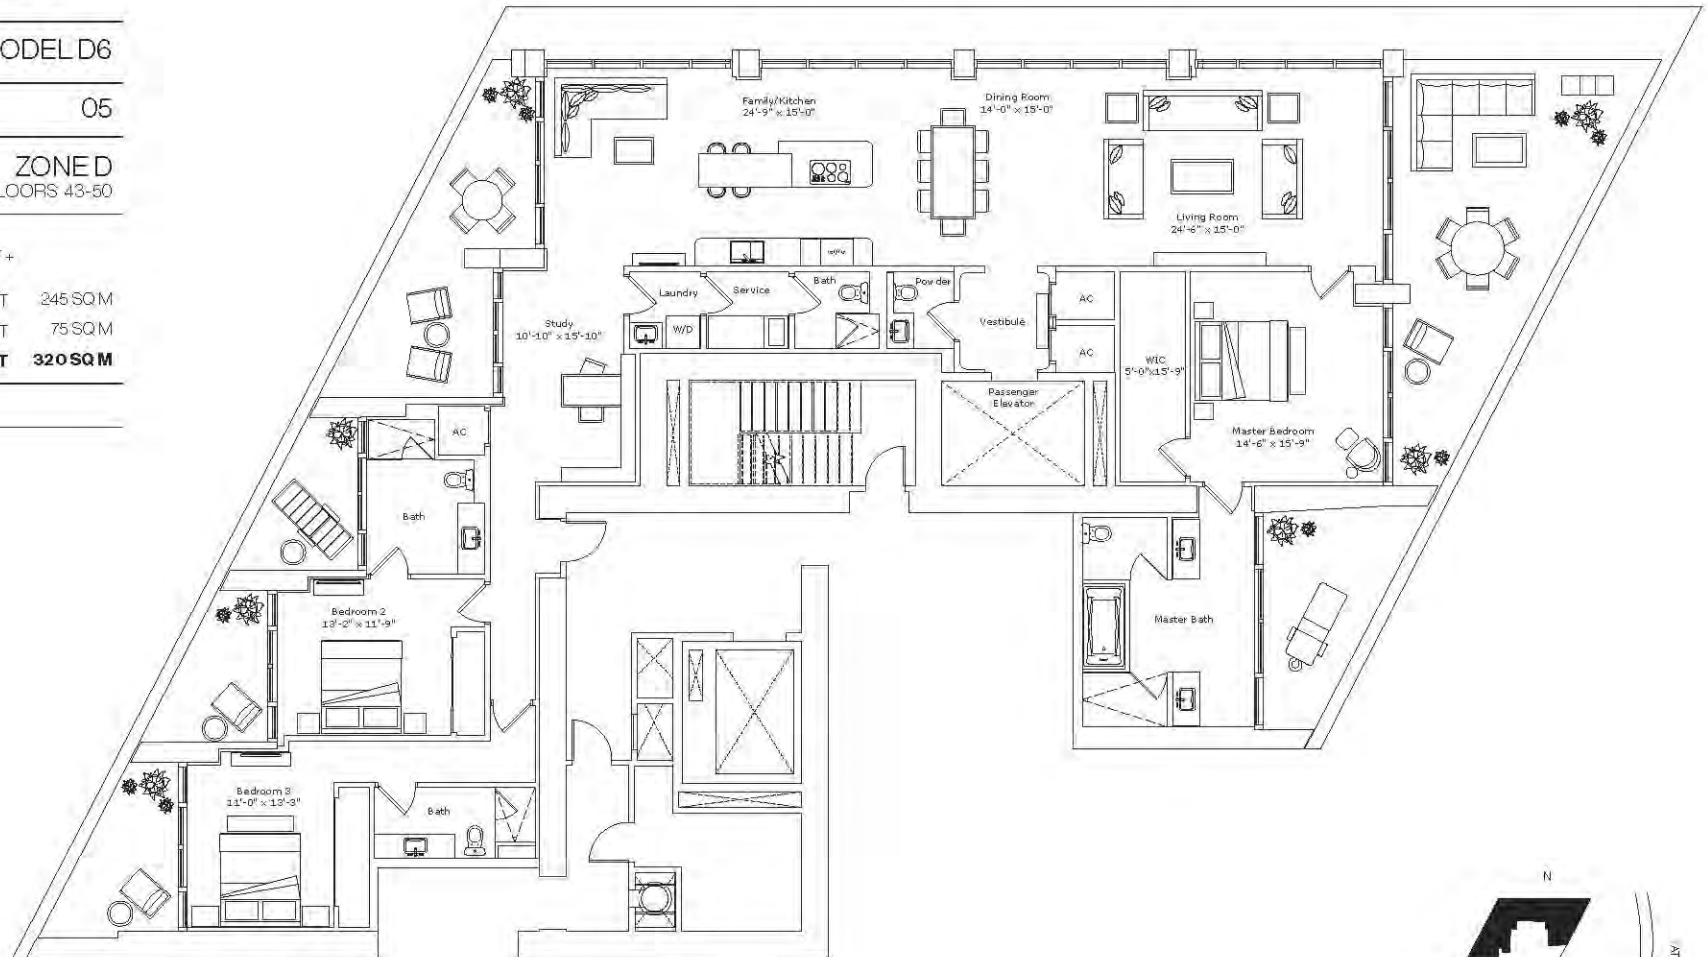 ODEL D6
05
ZONE D
LOORS 43-50
+
T 245 SQ M
T 75 SQ M
T 320 SQ M
Family/Kitchen
24'-9" x 15'-0"
Dining Room
14'-0" x 15'-0"
Living Room
24'-6" x 15'-0"
Laundry
W/D
Service
Bath
Powder
Vestibule
AC
AC
Study
10'-10" x 15'-10"
WIC
5'-0"x15'-9"
Passenger
Elevator
Master Bedroom
14'-6" x 15'-9"
AC
Bath
Bedroom 2
13'-2" x 11'-9"
Master Bath
Bedroom 3
11'-0" x 13'-3"
Bath
N
AT